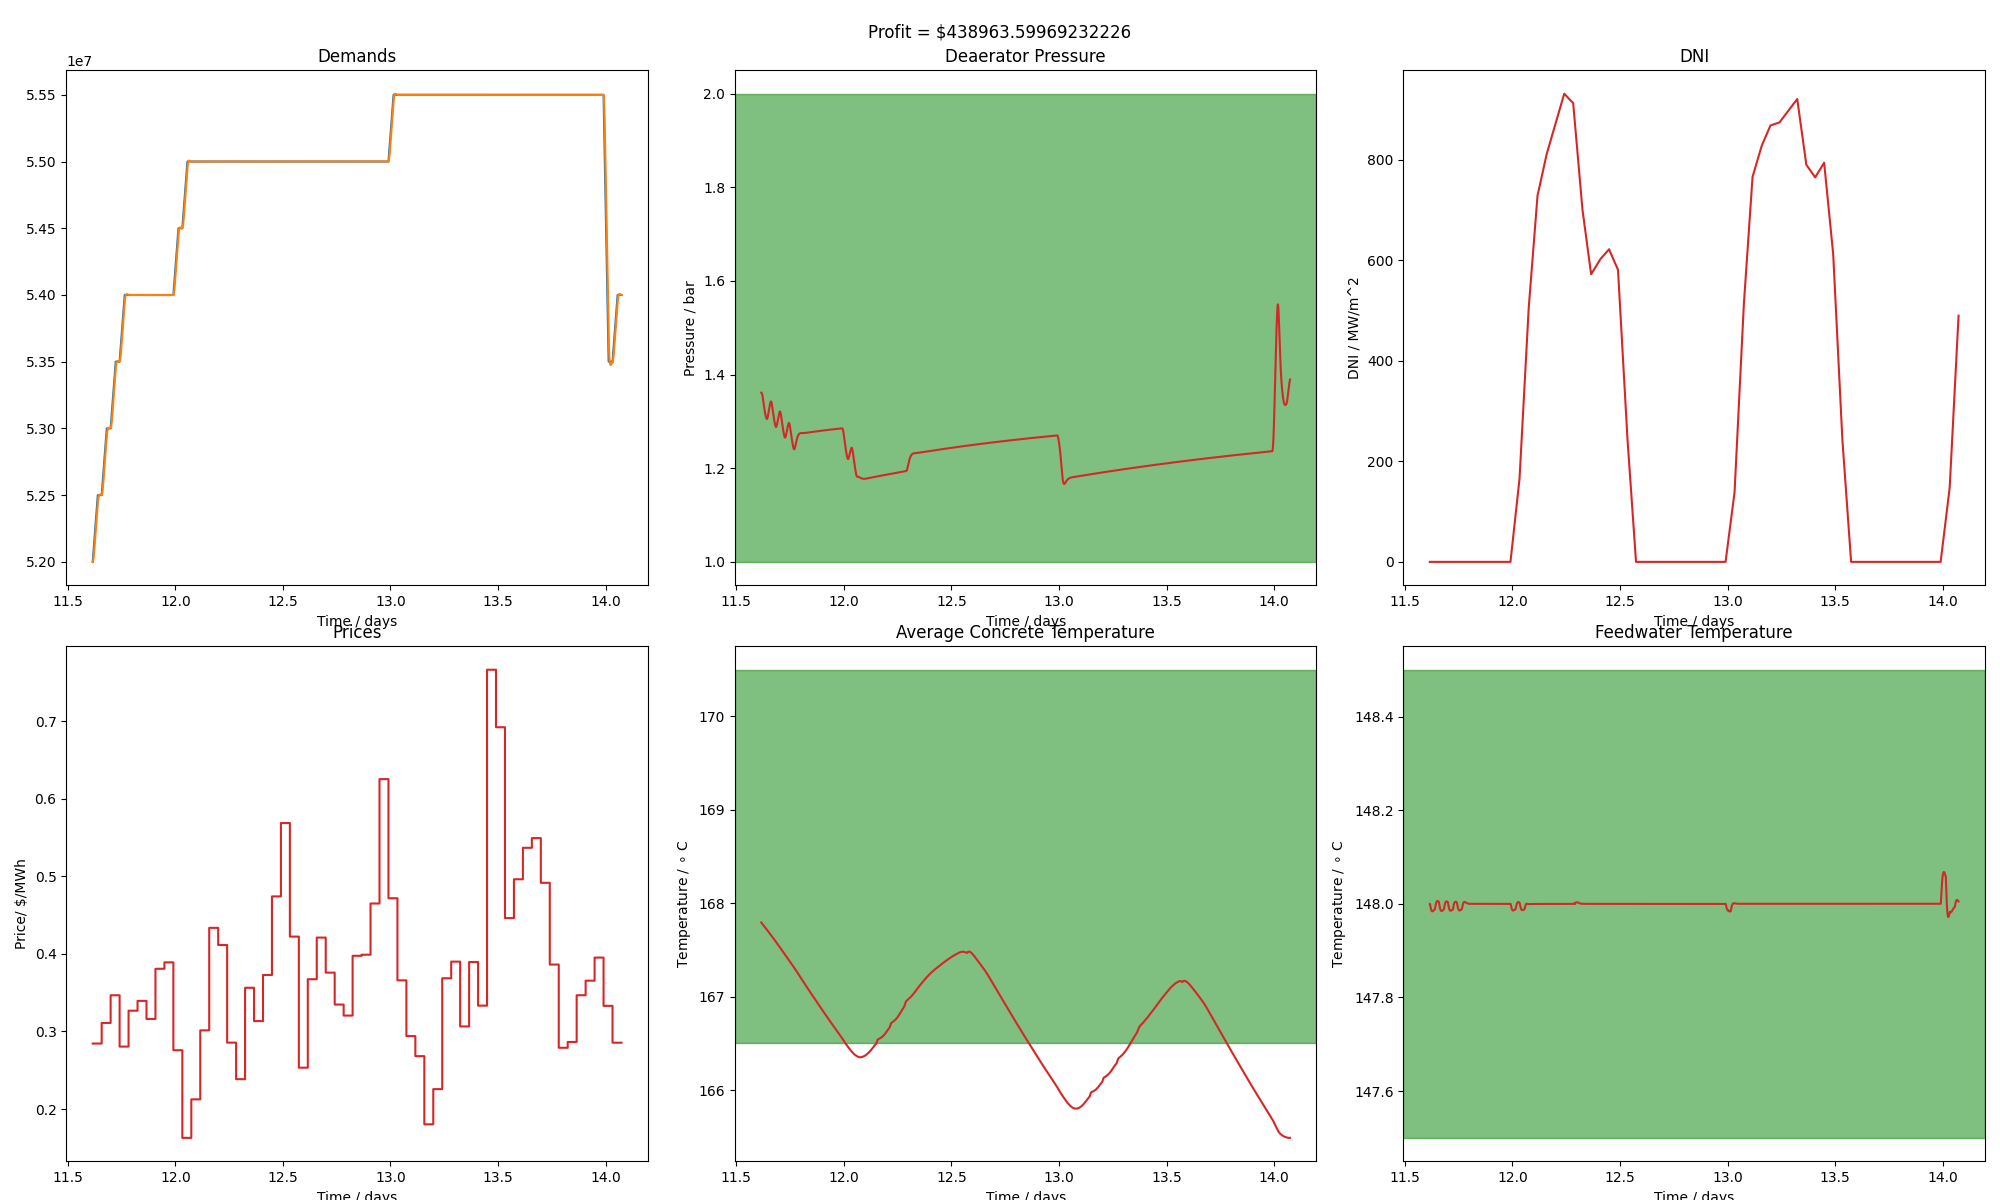 Profit = $438963.59969232226
Demands
1e7
5.55
5.50
5.45
5.40
5.35
5.30
5.25
5.20
11.5 12.0 12.5 13.0 13.5 14.0
Time / days
Deaerator Pressure
Pressure / bar
2.0
1.8
1.6
1.4
1.2
1.0
11.5 12.0 12.5 13.0 13.5 14.0
Time / days
DNI
DNI / MW/m^2
800
600
400
200
0
11.5 12.0 12.5 13.0 13.5 14.0
Time / days
Prices
Price/ $/MWh
0.7
0.6
0.5
0.4
0.3
0.2
11.5 12.0 12.5 13.0 13.5 14.0
Time / days
Average Concrete Temperature
Temperature / ∘ C
170
169
168
167
166
11.5 12.0 12.5 13.0 13.5 14.0
Time / days
Feedwater Temperature
Temperature / ∘ C
148.4
148.2
148.0
147.8
147.6
11.5 12.0 12.5 13.0 13.5 14.0
Time / days